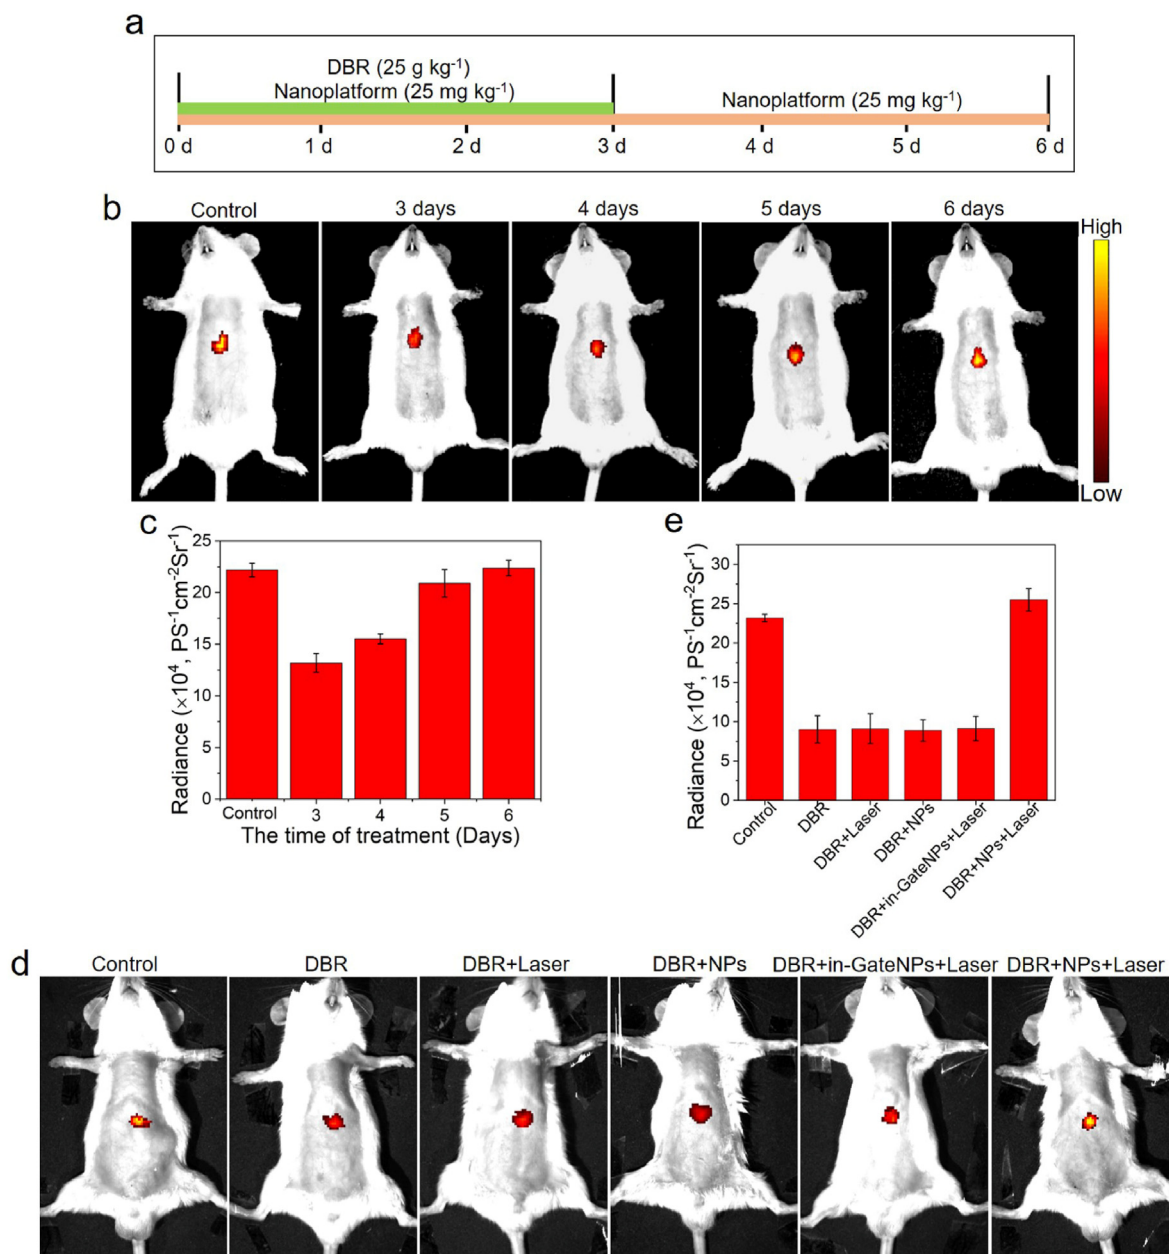 a
DBR (25 g kg⁻¹)
Nanoplatform (25 mg kg⁻¹)
Nanoplatform (25 mg kg⁻¹)
0 d 1 d 2 d 3 d 4 d 5 d 6 d
b
Control 3 days 4 days 5 days 6 days
High
Low
c
Radiance (×10⁴, PS⁻¹cm⁻²Sr⁻¹)
25
20
15
10
5
0
Control 3 4 5 6
The time of treatment (Days)
e
Radiance (×10⁴, PS⁻¹cm⁻²Sr⁻¹)
30
25
20
15
10
5
0
Control
DBR
DBR+Laser
DBR+NPs
DBR+in-GateNPs+Laser
DBR+NPs+Laser
d
Control DBR DBR+Laser DBR+NPs DBR+in-GateNPs+Laser DBR+NPs+Laser